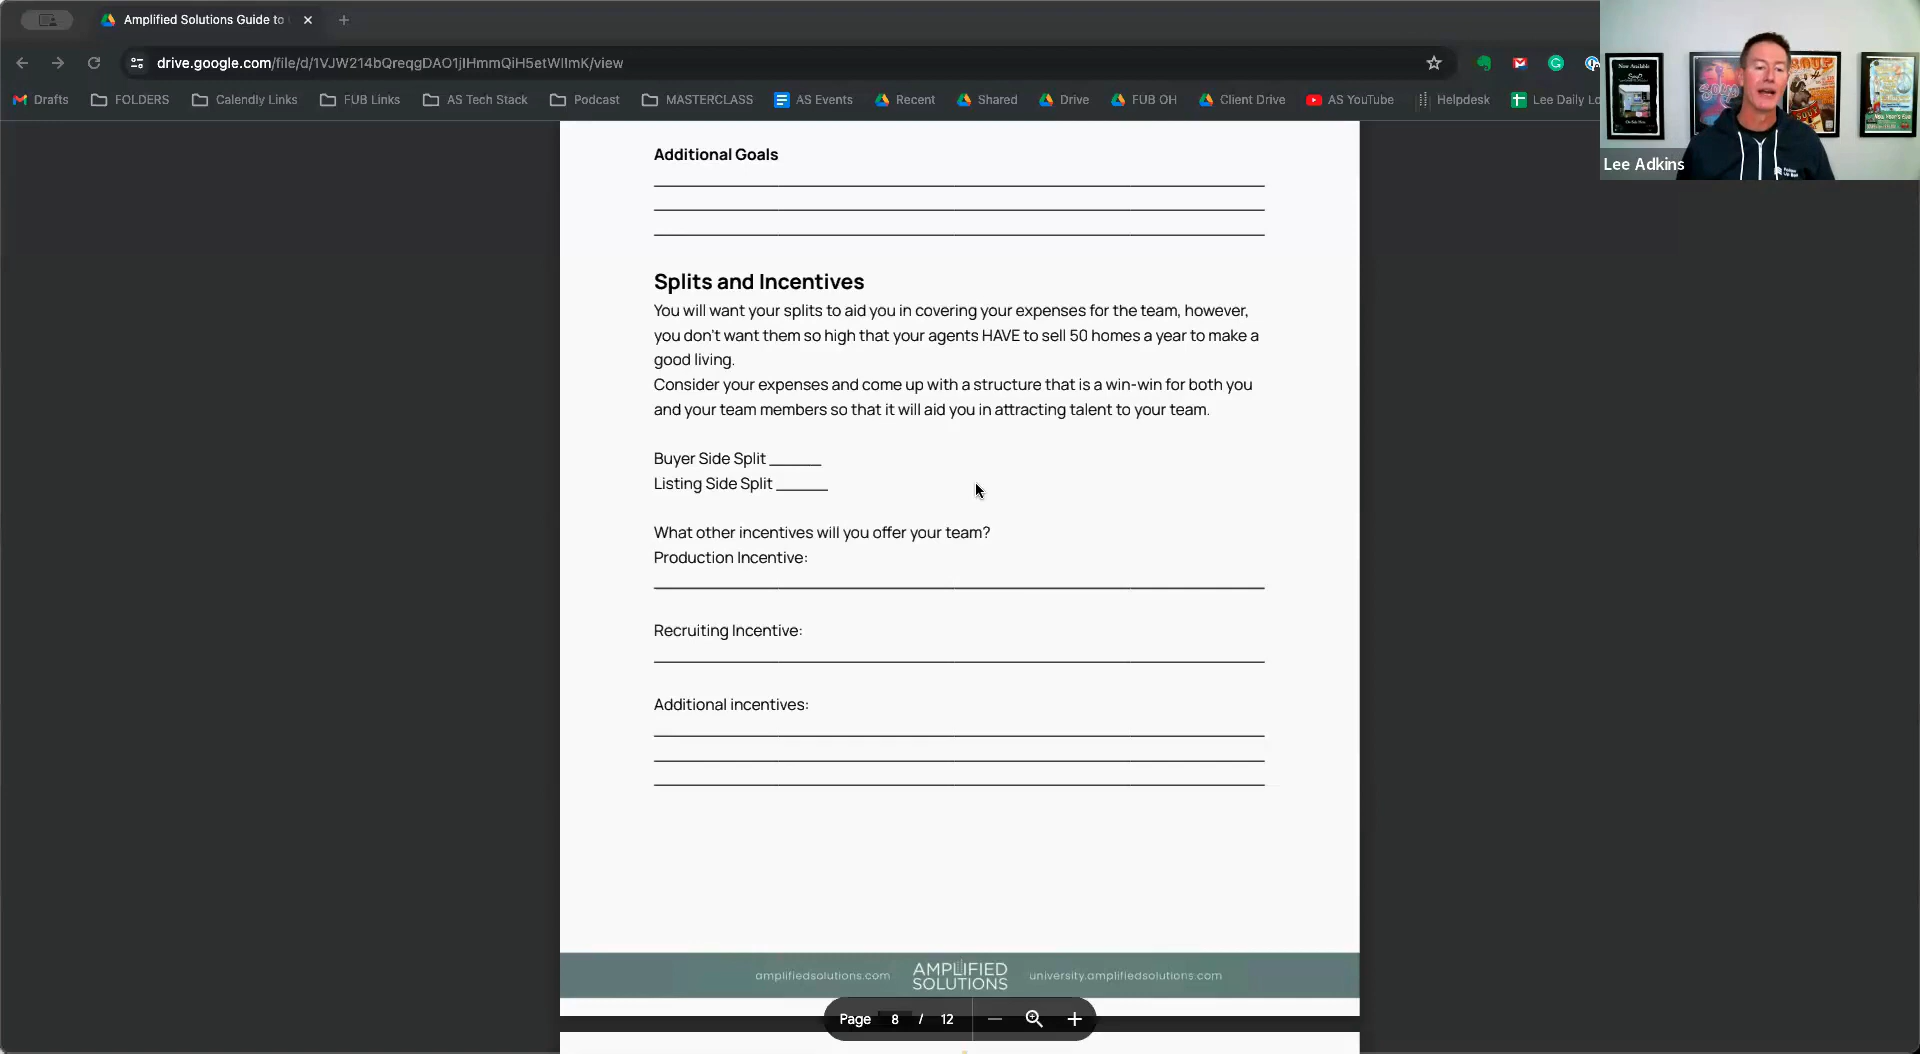 Amplified Solutions Guide to
drive.google.com/file/d/1VJW214bQreqgDAO1jIHmmQiH5etWIImK/view
Drafts FOLDERS Calendly Links FUB Links AS Tech Stack Podcast MASTERCLASS AS Events Recent Shared Drive FUB OH Client Drive AS YouTube Helpdesk Lee Daily Lo
Lee Adkins
Additional Goals
Splits and Incentives
You will want your splits to aid you in covering your expenses for the team, however,
you don't want them so high that your agents HAVE to sell 50 homes a year to make a
good living.
Consider your expenses and come up with a structure that is a win-win for both you
and your team members so that it will aid you in attracting talent to your team.
Buyer Side Split ______
Listing Side Split ______
What other incentives will you offer your team?
Production Incentive:
Recruiting Incentive:
Additional incentives:
amplifiedsolutions.com AMPLIFIED SOLUTIONS university.amplifiedsolutions.com
Page 8 / 12